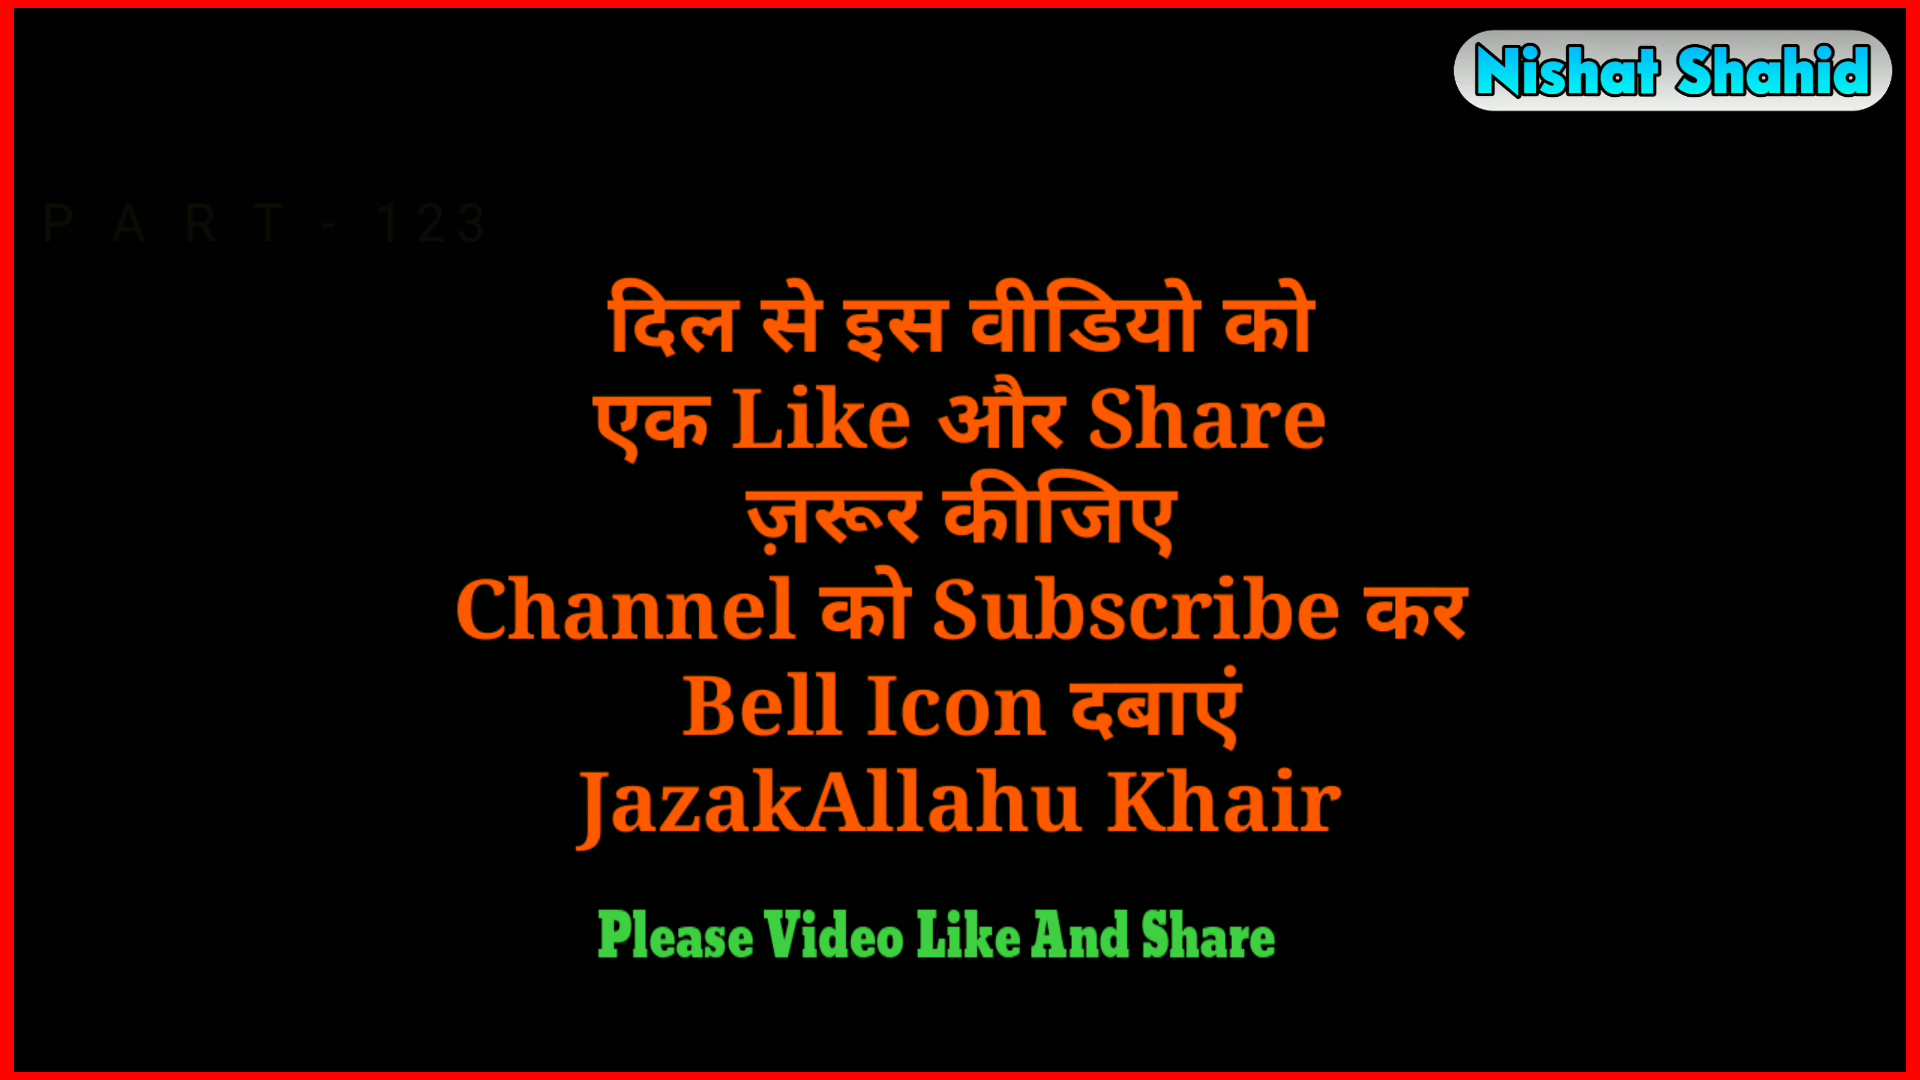 Nishat Shahid
P A R T - 123
दिल से इस वीडियो को
एक Like और Share
ज़रूर कीजिए
Channel को Subscribe कर
Bell Icon दबाएं
JazakAllahu Khair
Please Video Like And Share